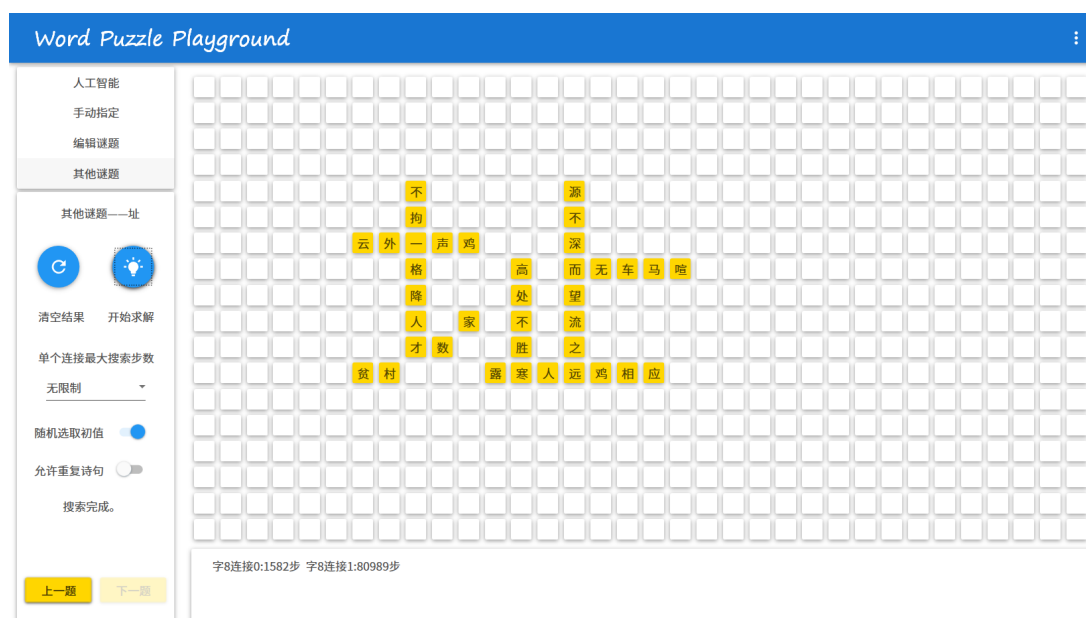 Word Puzzle Playground
人工智能
手动指定
编辑谜题
其他谜题
其他谜题——址
清空结果 开始求解
单个连接最大搜索步数
无限制
随机选取初值
允许重复诗句
搜索完成。
上一题 下一题
不 源
拘 不
云外一声鸡 深
格 高 而无车马喧
降 处 望
人 家 不 流
才数 胜 之
贫村 露寒人远鸡相应
字8连接0:1582步 字8连接1:80989步